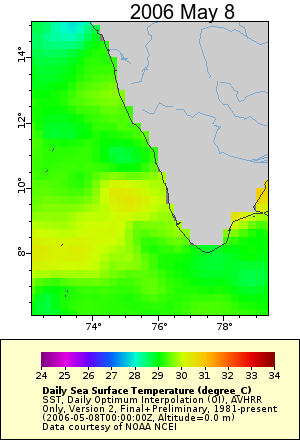 2006 May 8
14°
12°
10°
8°
74°
76°
78°
24 25 26 27 28 29 30 31 32 33 34
Daily Sea Surface Temperature (degree_C)
SST, Daily Optimum Interpolation (OI), AVHRR
Only, Version 2, Final+Preliminary, 1981-present
(2006-05-08T00:00:00Z, Altitude=0.0 m)
Data courtesy of NOAA NCEI